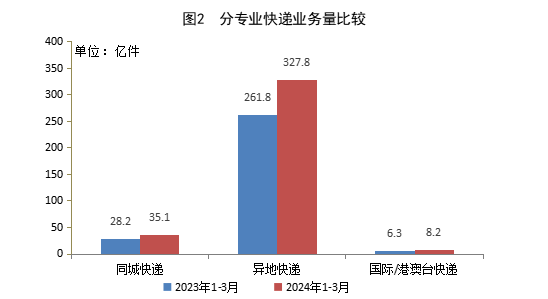 图2 分专业快递业务量比较
单位：亿件
400
350
300
250
200
150
100
50
0
28.2
35.1
261.8
327.8
6.3
8.2
同城快递
异地快递
国际/港澳台快递
2023年1-3月
2024年1-3月